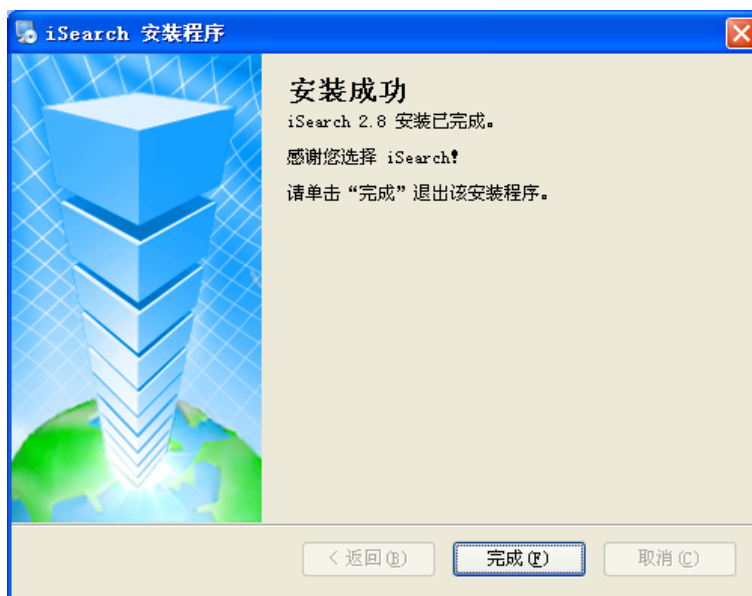 iSearch 安装程序
安装成功
iSearch 2.8 安装已完成。
感谢您选择 iSearch!
请单击“完成”退出该安装程序。
< 返回(B)
完成(F)
取消(C)